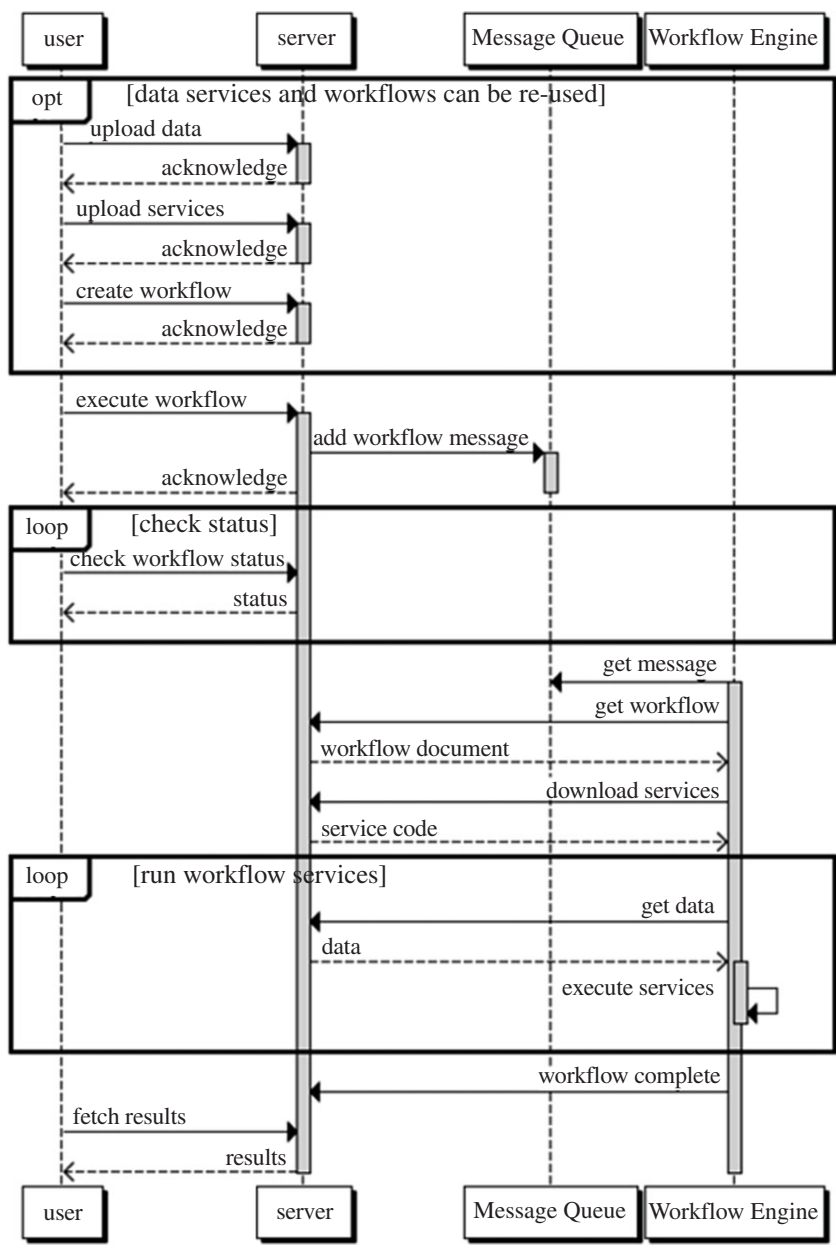 user
server
Message Queue
Workflow Engine
opt
[data services and workflows can be re-used]
upload data
acknowledge
upload services
acknowledge
create workflow
acknowledge
execute workflow
add workflow message
acknowledge
loop
[check status]
check workflow status
status
get message
get workflow
workflow document
download services
service code
loop
[run workflow services]
get data
data
execute services
workflow complete
fetch results
results
user
server
Message Queue
Workflow Engine